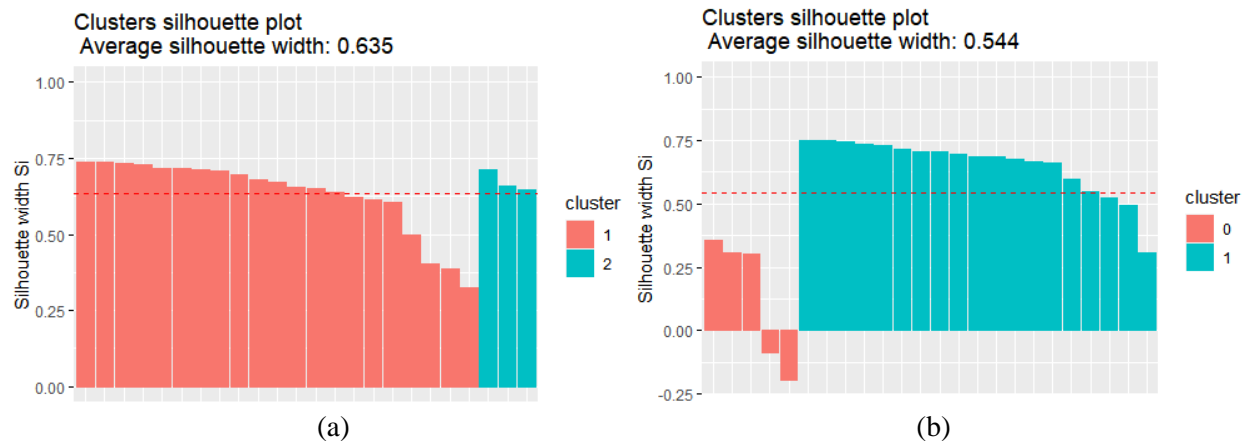 Clusters silhouette plot
Average silhouette width: 0.635
1.00
0.75
0.50
0.25
0.00
Silhouette width Si
cluster
1
2
(a)
Clusters silhouette plot
Average silhouette width: 0.544
1.00
0.75
0.50
0.25
0.00
-0.25
Silhouette width Si
cluster
0
1
(b)